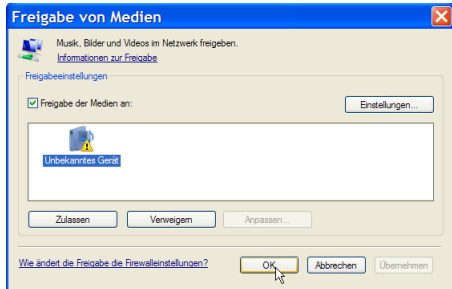 Freigabe von Medien
Musik, Bilder und Videos im Netzwerk freigeben.
Informationen zur Freigabe
Freigabeeinstellungen
Freigabe der Medien an:
Einstellungen...
Unbekanntes Gerät
Zulassen
Verweigern
Anpassen...
Wie ändert die Freigabe die Firewalleinstellungen?
OK
Abbrechen
Übernehmen